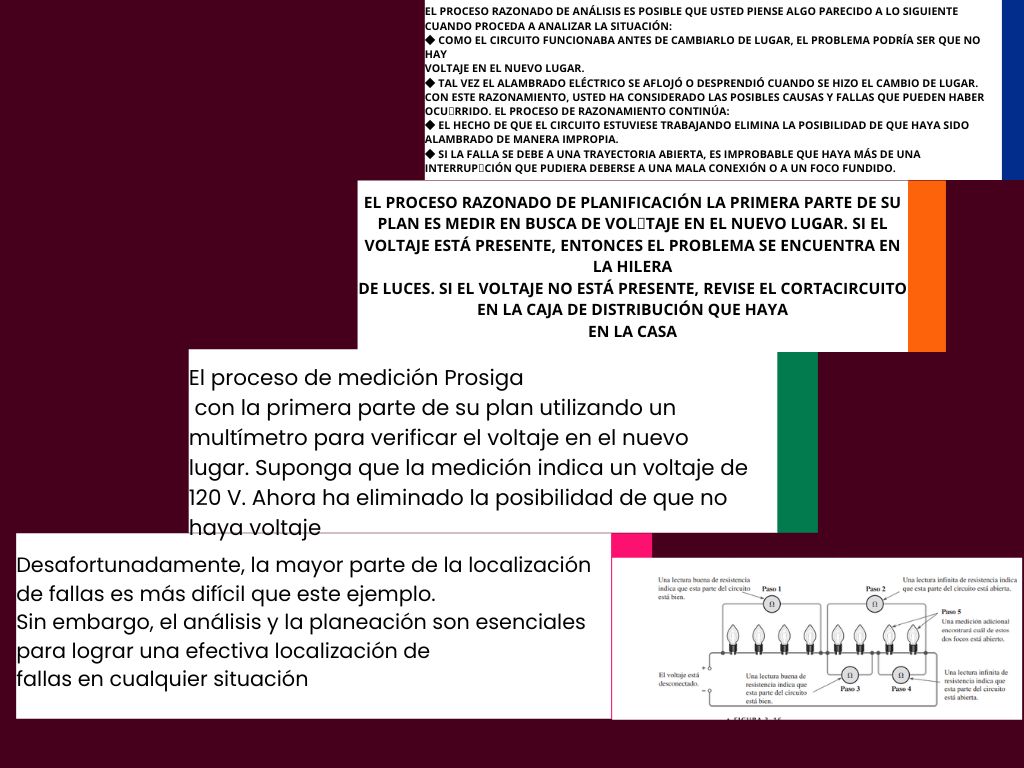 EL PROCESO RAZONADO DE ANÁLISIS ES POSIBLE QUE USTED PIENSE ALGO PARECIDO A LO SIGUIENTE
CUANDO PROCEDA A ANALIZAR LA SITUACIÓN:
◆ COMO EL CIRCUITO FUNCIONABA ANTES DE CAMBIARLO DE LUGAR, EL PROBLEMA PODRÍA SER QUE NO
HAY
VOLTAJE EN EL NUEVO LUGAR.
◆ TAL VEZ EL ALAMBRADO ELÉCTRICO SE AFLOJÓ O DESPRENDIÓ CUANDO SE HIZO EL CAMBIO DE LUGAR.
CON ESTE RAZONAMIENTO, USTED HA CONSIDERADO LAS POSIBLES CAUSAS Y FALLAS QUE PUEDEN HABER
OCU▯RRIDO. EL PROCESO DE RAZONAMIENTO CONTINÚA:
◆ EL HECHO DE QUE EL CIRCUITO ESTUVIESE TRABAJANDO ELIMINA LA POSIBILIDAD DE QUE HAYA SIDO
ALAMBRADO DE MANERA IMPROPIA.
◆ SI LA FALLA SE DEBE A UNA TRAYECTORIA ABIERTA, ES IMPROBABLE QUE HAYA MÁS DE UNA
INTERRUP▯CIÓN QUE PUDIERA DEBERSE A UNA MALA CONEXIÓN O A UN FOCO FUNDIDO.
EL PROCESO RAZONADO DE PLANIFICACIÓN LA PRIMERA PARTE DE SU
PLAN ES MEDIR EN BUSCA DE VOL▯TAJE EN EL NUEVO LUGAR. SI EL
VOLTAJE ESTÁ PRESENTE, ENTONCES EL PROBLEMA SE ENCUENTRA EN
LA HILERA
DE LUCES. SI EL VOLTAJE NO ESTÁ PRESENTE, REVISE EL CORTACIRCUITO
EN LA CAJA DE DISTRIBUCIÓN QUE HAYA
EN LA CASA
El proceso de medición Prosiga
con la primera parte de su plan utilizando un
multímetro para verificar el voltaje en el nuevo
lugar. Suponga que la medición indica un voltaje de
120 V. Ahora ha eliminado la posibilidad de que no
haya voltaje
Desafortunadamente, la mayor parte de la localización
de fallas es más difícil que este ejemplo.
Sin embargo, el análisis y la planeación son esenciales
para lograr una efectiva localización de
fallas en cualquier situación
Una lectura buena de resistencia
indica que esta parte del circuito
está bien.
Paso 1
Ω
Paso 2
Ω
Una lectura infinita de resistencia indica
que esta parte del circuito está abierta.
Paso 5
Una medición adicional
encontrará cuál de estos
dos focos está abierto.
El voltaje está
desconectado.
+
-
Una lectura buena de
resistencia indica que
esta parte del circuito
está bien.
Ω
Paso 3
Ω
Paso 4
Una lectura infinita de
resistencia indica que
esta parte del circuito
está abierta.